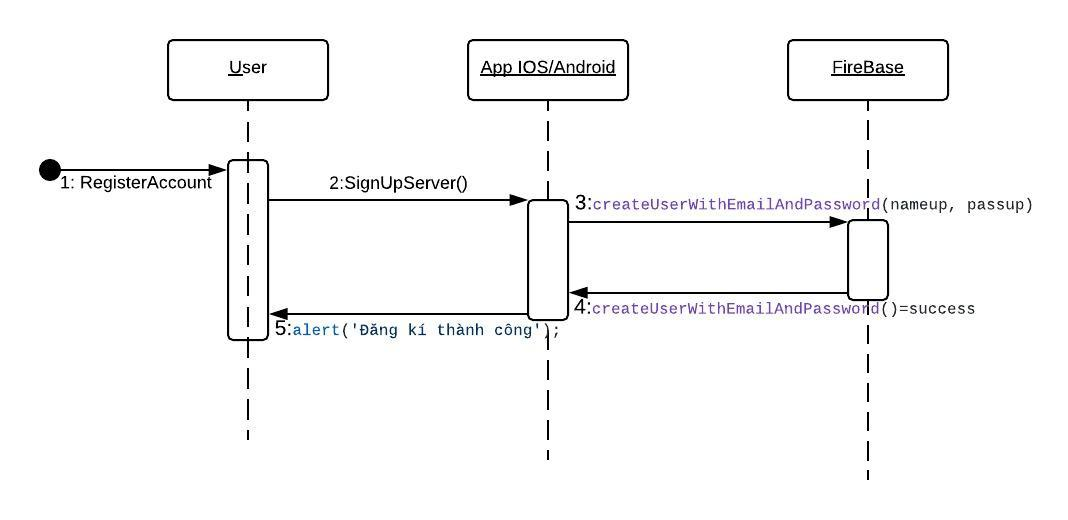 User
App IOS/Android
FireBase
1: RegisterAccount
2:SignUpServer()
3:createUserWithEmailAndPassword(nameup, passup)
4:createUserWithEmailAndPassword()=success
5:alert('Đăng kí thành công');